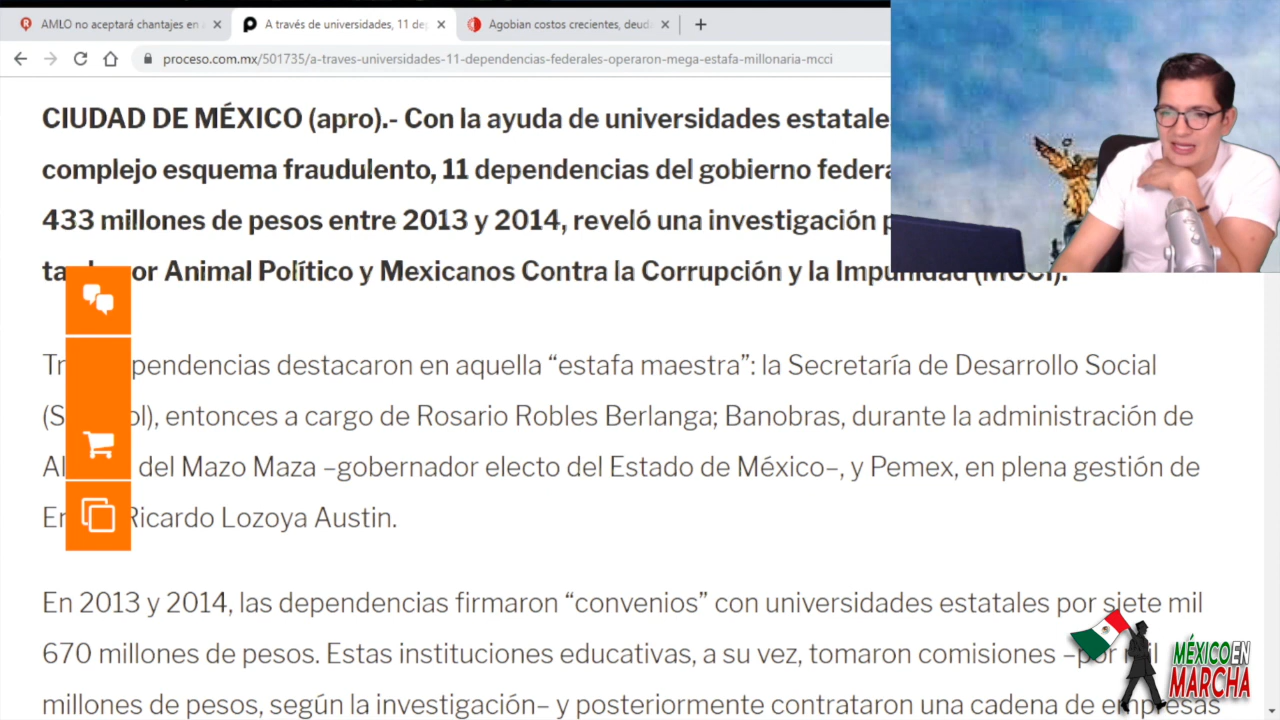 AMLO no aceptará chantajes en
A través de universidades, 11 de
Agobian costos crecientes, deud
proceso.com.mx/501735/a-traves-universidades-11-dependencias-federales-operaron-mega-estafa-millonaria-mcci
CIUDAD DE MÉXICO (apro).- Con la ayuda de universidades estatale
complejo esquema fraudulento, 11 dependencias del gobierno federa
433 millones de pesos entre 2013 y 2014, reveló una investigación
Animal Político y Mexicanos Contra la Corrupción y la Impunidad (MCCI).
pendencias destacaron en aquella “estafa maestra”: la Secretaría de Desarrollo Social
entonces a cargo de Rosario Robles Berlanga; Banobras, durante la administración de
del Mazo Maza –gobernador electo del Estado de México–, y Pemex, en plena gestión de
Ricardo Lozoya Austin.
En 2013 y 2014, las dependencias firmaron “convenios” con universidades estatales por siete mil
670 millones de pesos. Estas instituciones educativas, a su vez, tomaron comisiones –por mil
millones de pesos, según la investigación– y posteriormente contrataron una cadena de empresas
MÉXICO EN
MARCHA